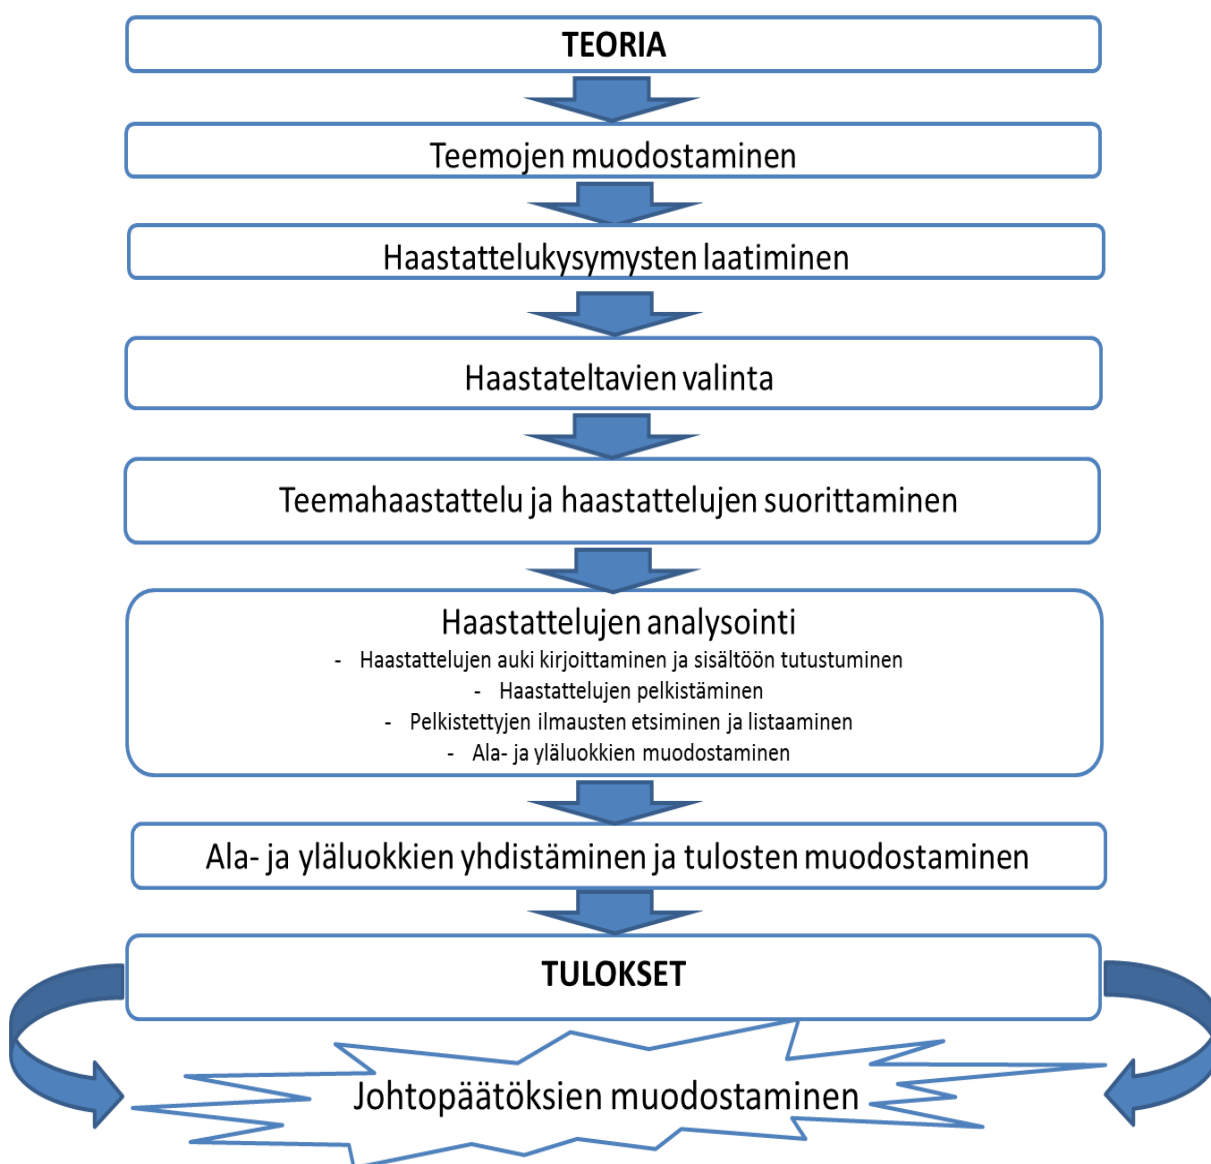 TEORIA
Teemojen muodostaminen
Haastattelukysymysten laatiminen
Haastateltavien valinta
Teemahaastattelu ja haastattelujen suorittaminen
Haastattelujen analysointi
- Haastattelujen auki kirjoittaminen ja sisältöön tutustuminen
- Haastattelujen pelkistäminen
- Pelkistettyjen ilmausten etsiminen ja listaaminen
- Ala- ja yläluokkien muodostaminen
Ala- ja yläluokkien yhdistäminen ja tulosten muodostaminen
TULOKSET
Johtopäätöksien muodostaminen